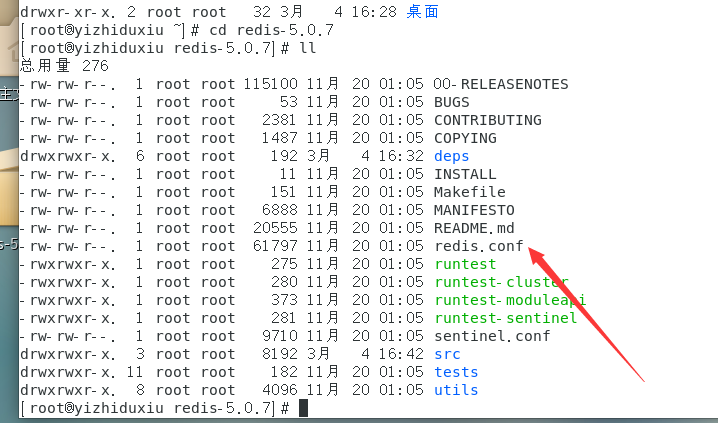 drwxr-xr-x. 2 root root 32 3月 4 16:28 桌面
[root@yizhiduxiu ~]# cd redis-5.0.7
[root@yizhiduxiu redis-5.0.7]# ll
总用量 276
-rw-rw-r--. 1 root root 115100 11月 20 01:05 00-RELEASENOTES
-rw-rw-r--. 1 root root 53 11月 20 01:05 BUGS
-rw-rw-r--. 1 root root 2381 11月 20 01:05 CONTRIBUTING
-rw-rw-r--. 1 root root 1487 11月 20 01:05 COPYING
drwxrwxr-x. 6 root root 192 3月 4 16:32 deps
-rw-rw-r--. 1 root root 11 11月 20 01:05 INSTALL
-rw-rw-r--. 1 root root 151 11月 20 01:05 Makefile
-rw-rw-r--. 1 root root 6888 11月 20 01:05 MANIFESTO
-rw-rw-r--. 1 root root 20555 11月 20 01:05 README.md
-rw-rw-r--. 1 root root 61797 11月 20 01:05 redis.conf
-rwxrwxr-x. 1 root root 275 11月 20 01:05 runtest
-rwxrwxr-x. 1 root root 280 11月 20 01:05 runtest-cluster
-rwxrwxr-x. 1 root root 373 11月 20 01:05 runtest-moduleapi
-rwxrwxr-x. 1 root root 281 11月 20 01:05 runtest-sentinel
-rw-rw-r--. 1 root root 9710 11月 20 01:05 sentinel.conf
drwxrwxr-x. 3 root root 8192 3月 4 16:42 src
drwxrwxr-x. 11 root root 182 11月 20 01:05 tests
drwxrwxr-x. 8 root root 4096 11月 20 01:05 utils
[root@yizhiduxiu redis-5.0.7]#